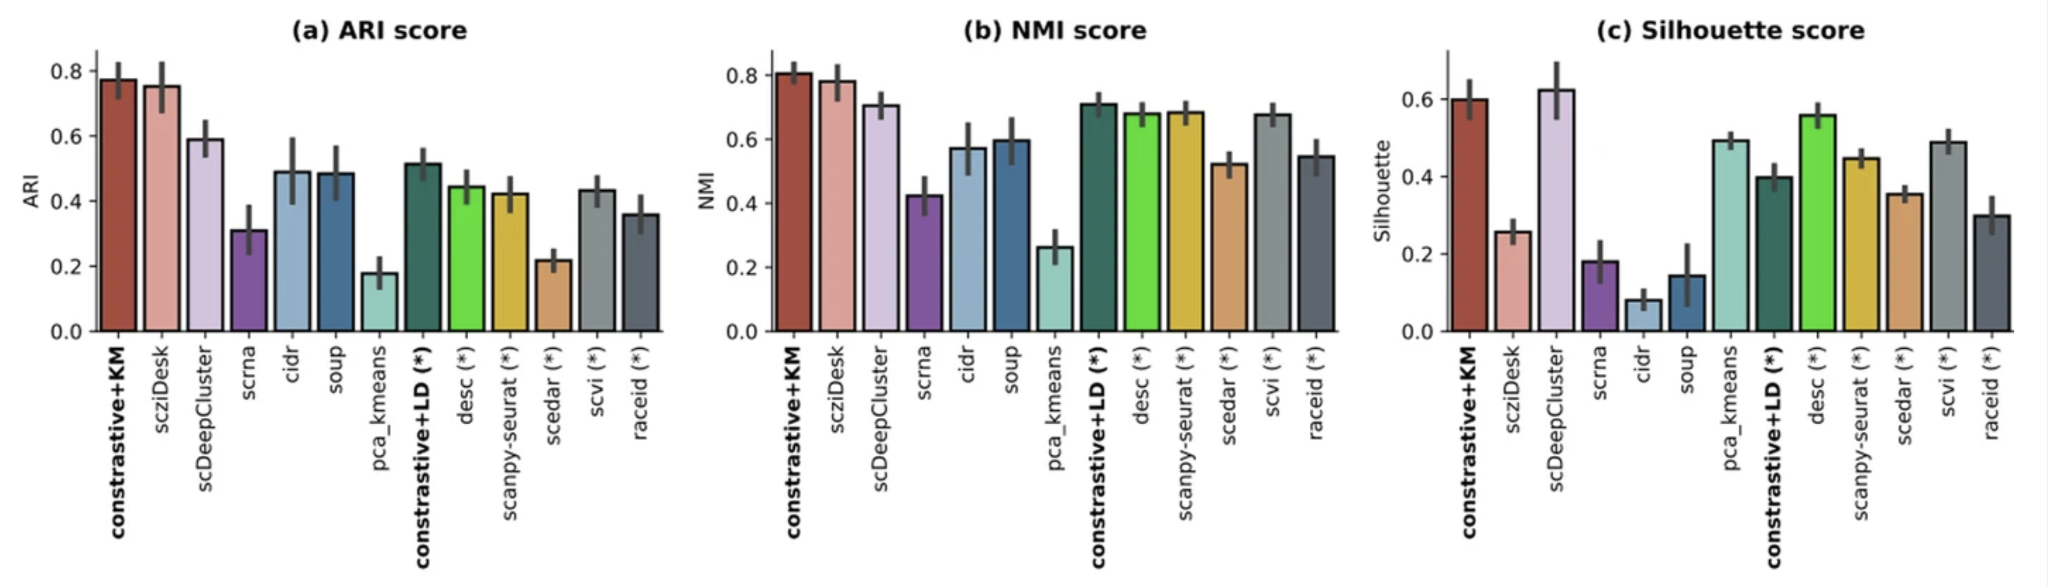 (a) ARI score
ARI
0.8
0.6
0.4
0.2
0.0
constrastive+KM
scziDesk
scDeepCluster
scrna
cidr
soup
pca_kmeans
constrastive+LD (*)
desc (*)
scanpy-seurat (*)
scedar (*)
scvi (*)
raceid (*)
(b) NMI score
NMI
0.8
0.6
0.4
0.2
0.0
constrastive+KM
scziDesk
scDeepCluster
scrna
cidr
soup
pca_kmeans
constrastive+LD (*)
desc (*)
scanpy-seurat (*)
scedar (*)
scvi (*)
raceid (*)
(c) Silhouette score
Silhouette
0.6
0.4
0.2
0.0
constrastive+KM
scziDesk
scDeepCluster
scrna
cidr
soup
pca_kmeans
constrastive+LD (*)
desc (*)
scanpy-seurat (*)
scedar (*)
scvi (*)
raceid (*)